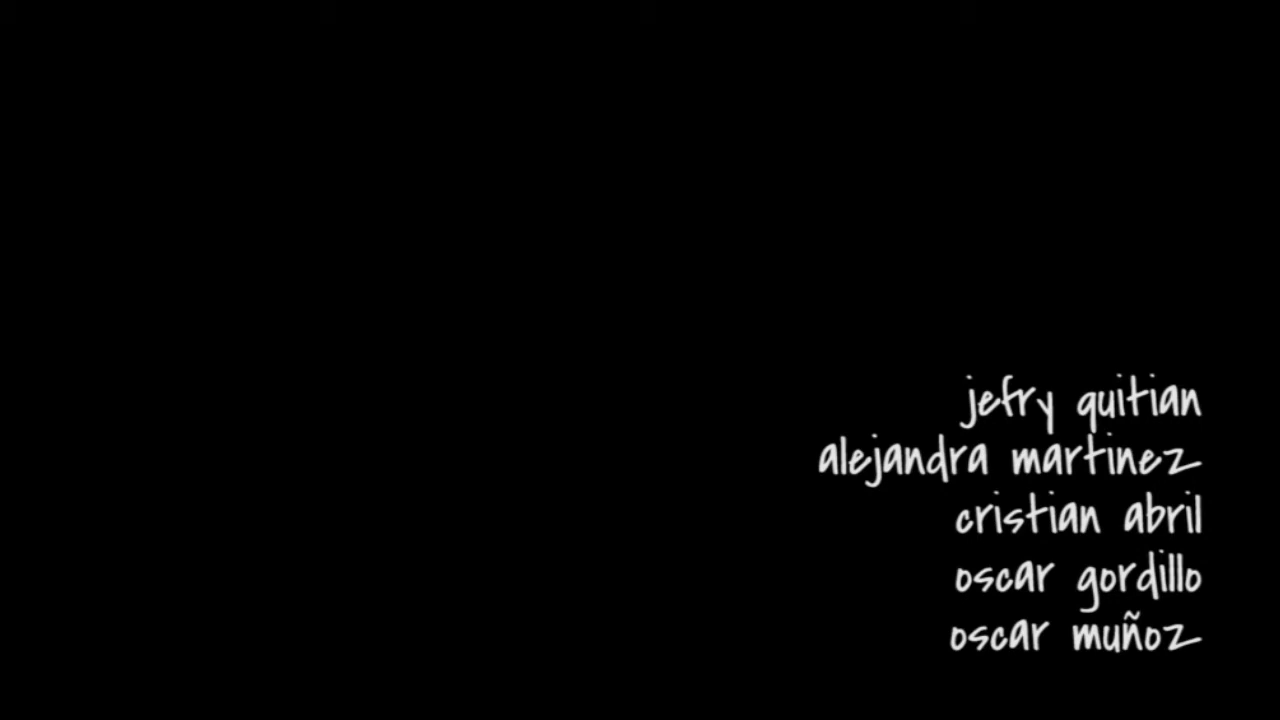 jefry quitian
alejandra martinez
cristian abril
oscar gordillo
oscar muñoz